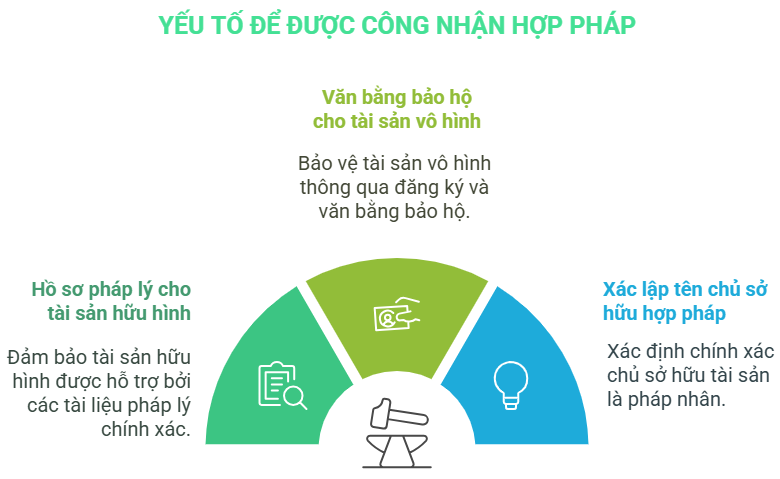 YẾU TỐ ĐỂ ĐƯỢC CÔNG NHẬN HỢP PHÁP
Văn bằng bảo hộ
cho tài sản vô hình
Bảo vệ tài sản vô hình
thông qua đăng ký và
văn bằng bảo hộ.
Hồ sơ pháp lý cho
tài sản hữu hình
Đảm bảo tài sản hữu
hình được hỗ trợ bởi
các tài liệu pháp lý
chính xác.
Xác lập tên chủ sở
hữu hợp pháp
Xác định chính xác
chủ sở hữu tài sản
là pháp nhân.